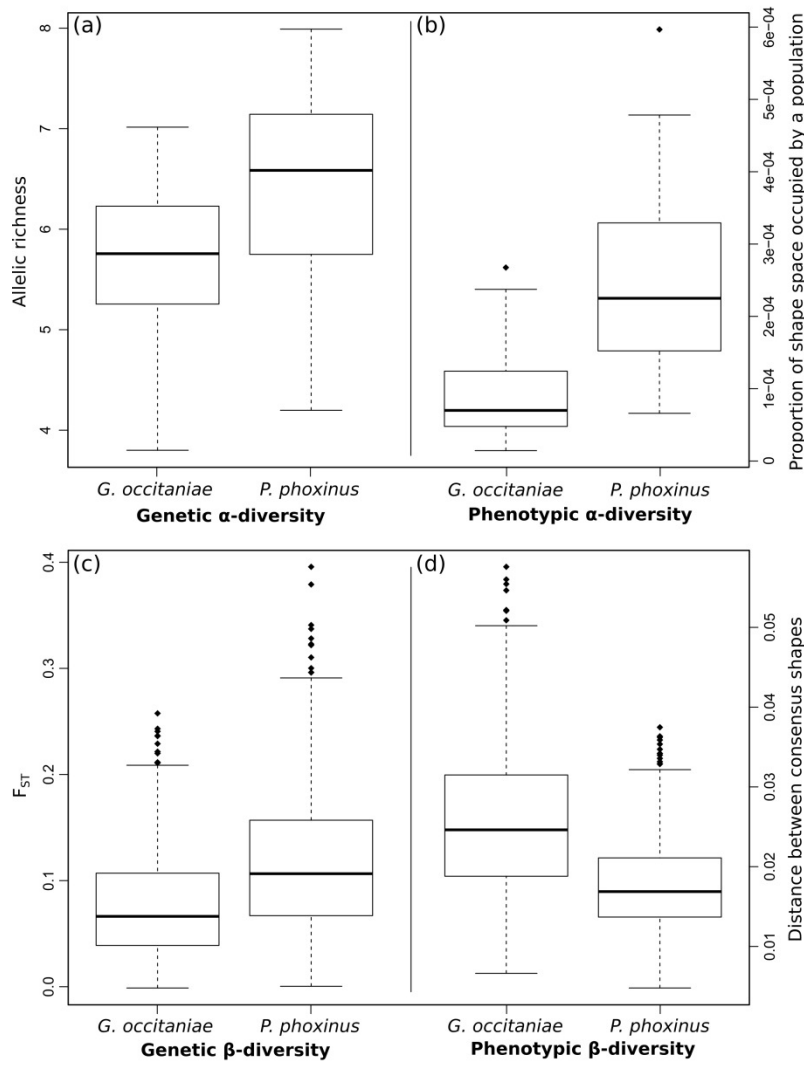 (a)
(b)
Allelic richness
8
7
6
5
4
6e−04
5e−04
4e−04
3e−04
2e−04
1e−04
0
Proportion of shape space occupied by a population
G. occitaniae
P. phoxinus
G. occitaniae
P. phoxinus
Genetic α-diversity
Phenotypic α-diversity
(c)
(d)
FST
0.4
0.3
0.2
0.1
0.0
0.05
0.04
0.03
0.02
0.01
Distance between consensus shapes
G. occitaniae
P. phoxinus
G. occitaniae
P. phoxinus
Genetic β-diversity
Phenotypic β-diversity